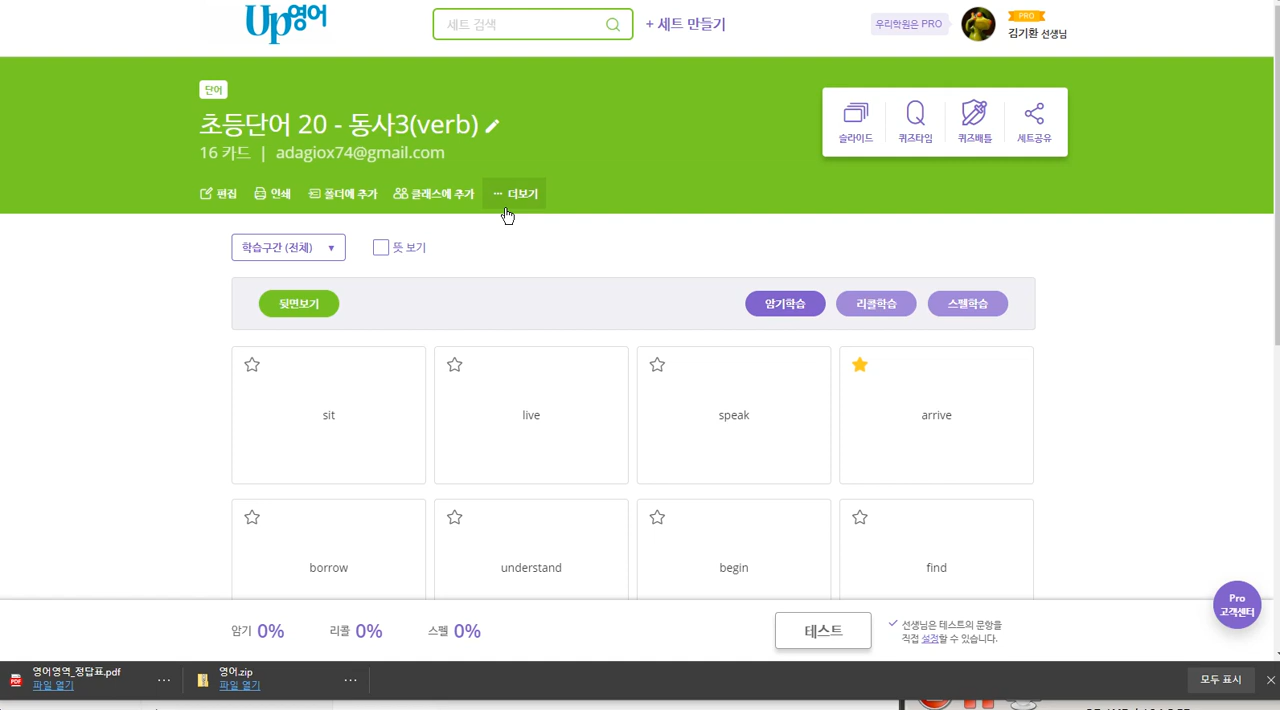 Up영어
세트 검색
+ 세트 만들기
우리학원은 PRO
PRO
김기환 선생님
단어
초등단어 20 - 동사3(verb)
16 카드 | adagiox74@gmail.com
슬라이드
퀴즈타임
퀴즈배틀
세트공유
편집
인쇄
폴더에 추가
클래스에 추가
··· 더보기
학습구간 (전체) ▼
뜻 보기
뒷면보기
암기학습
리콜학습
스펠학습
sit
live
speak
arrive
borrow
understand
begin
find
Pro
고객센터
암기 0%
리콜 0%
스펠 0%
테스트
선생님은 테스트의 문항을
직접 설정할 수 있습니다.
영어영역_정답표.pdf
파일 열기
영어.zip
파일 열기
모두 표시